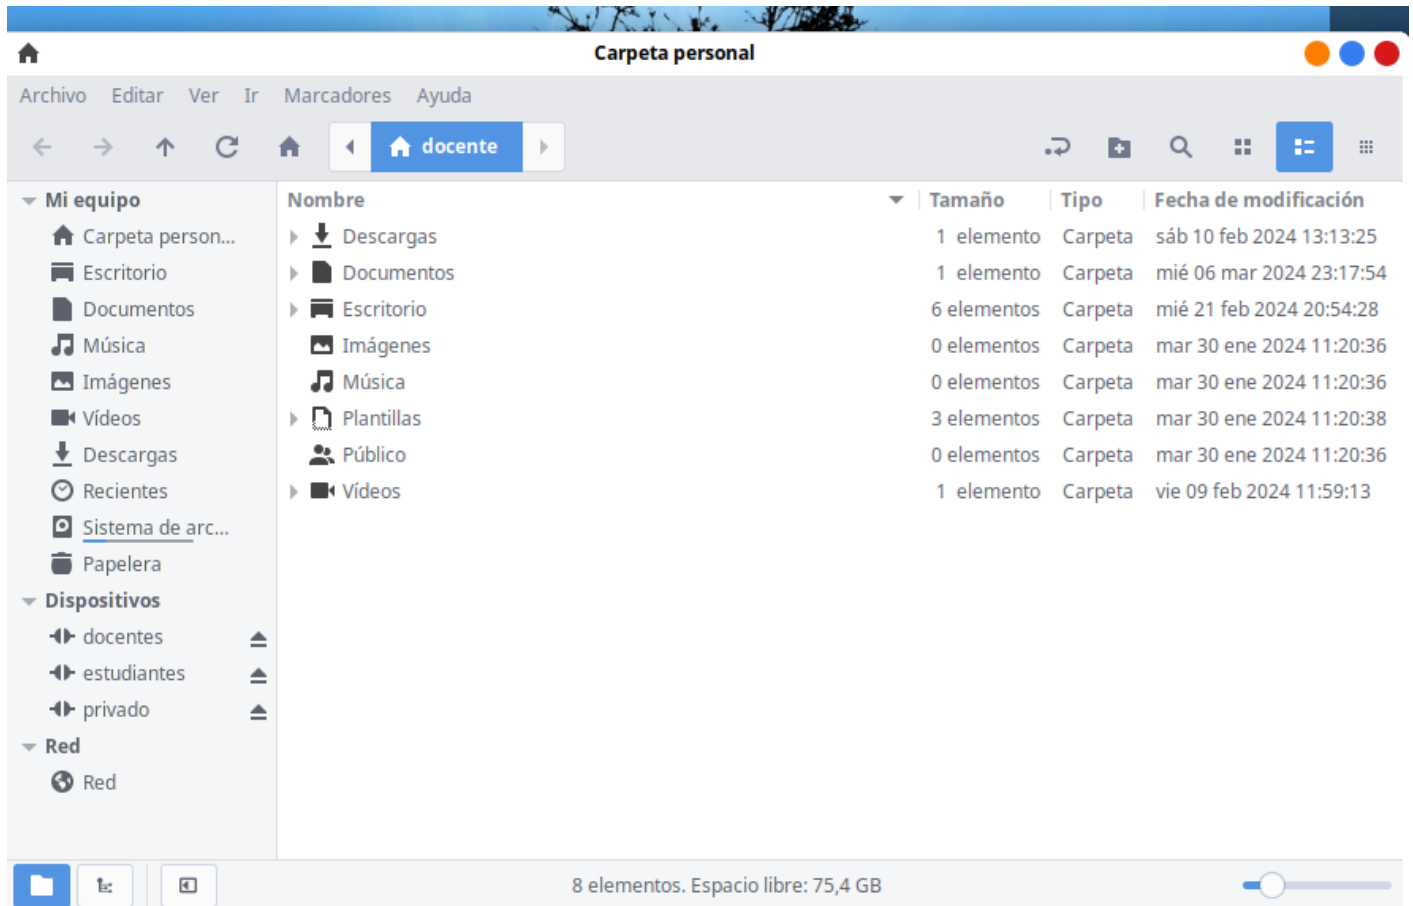 Carpeta personal
Archivo Editar Ver Ir Marcadores Ayuda
docente
Mi equipo
Carpeta person...
Escritorio
Documentos
Música
Imágenes
Vídeos
Descargas
Recientes
Sistema de arc...
Papelera
Dispositivos
docentes
estudiantes
privado
Red
Red
Nombre Tamaño Tipo Fecha de modificación
Descargas 1 elemento Carpeta sáb 10 feb 2024 13:13:25
Documentos 1 elemento Carpeta mié 06 mar 2024 23:17:54
Escritorio 6 elementos Carpeta mié 21 feb 2024 20:54:28
Imágenes 0 elementos Carpeta mar 30 ene 2024 11:20:36
Música 0 elementos Carpeta mar 30 ene 2024 11:20:36
Plantillas 3 elementos Carpeta mar 30 ene 2024 11:20:38
Público 0 elementos Carpeta mar 30 ene 2024 11:20:36
Vídeos 1 elemento Carpeta vie 09 feb 2024 11:59:13
8 elementos. Espacio libre: 75,4 GB